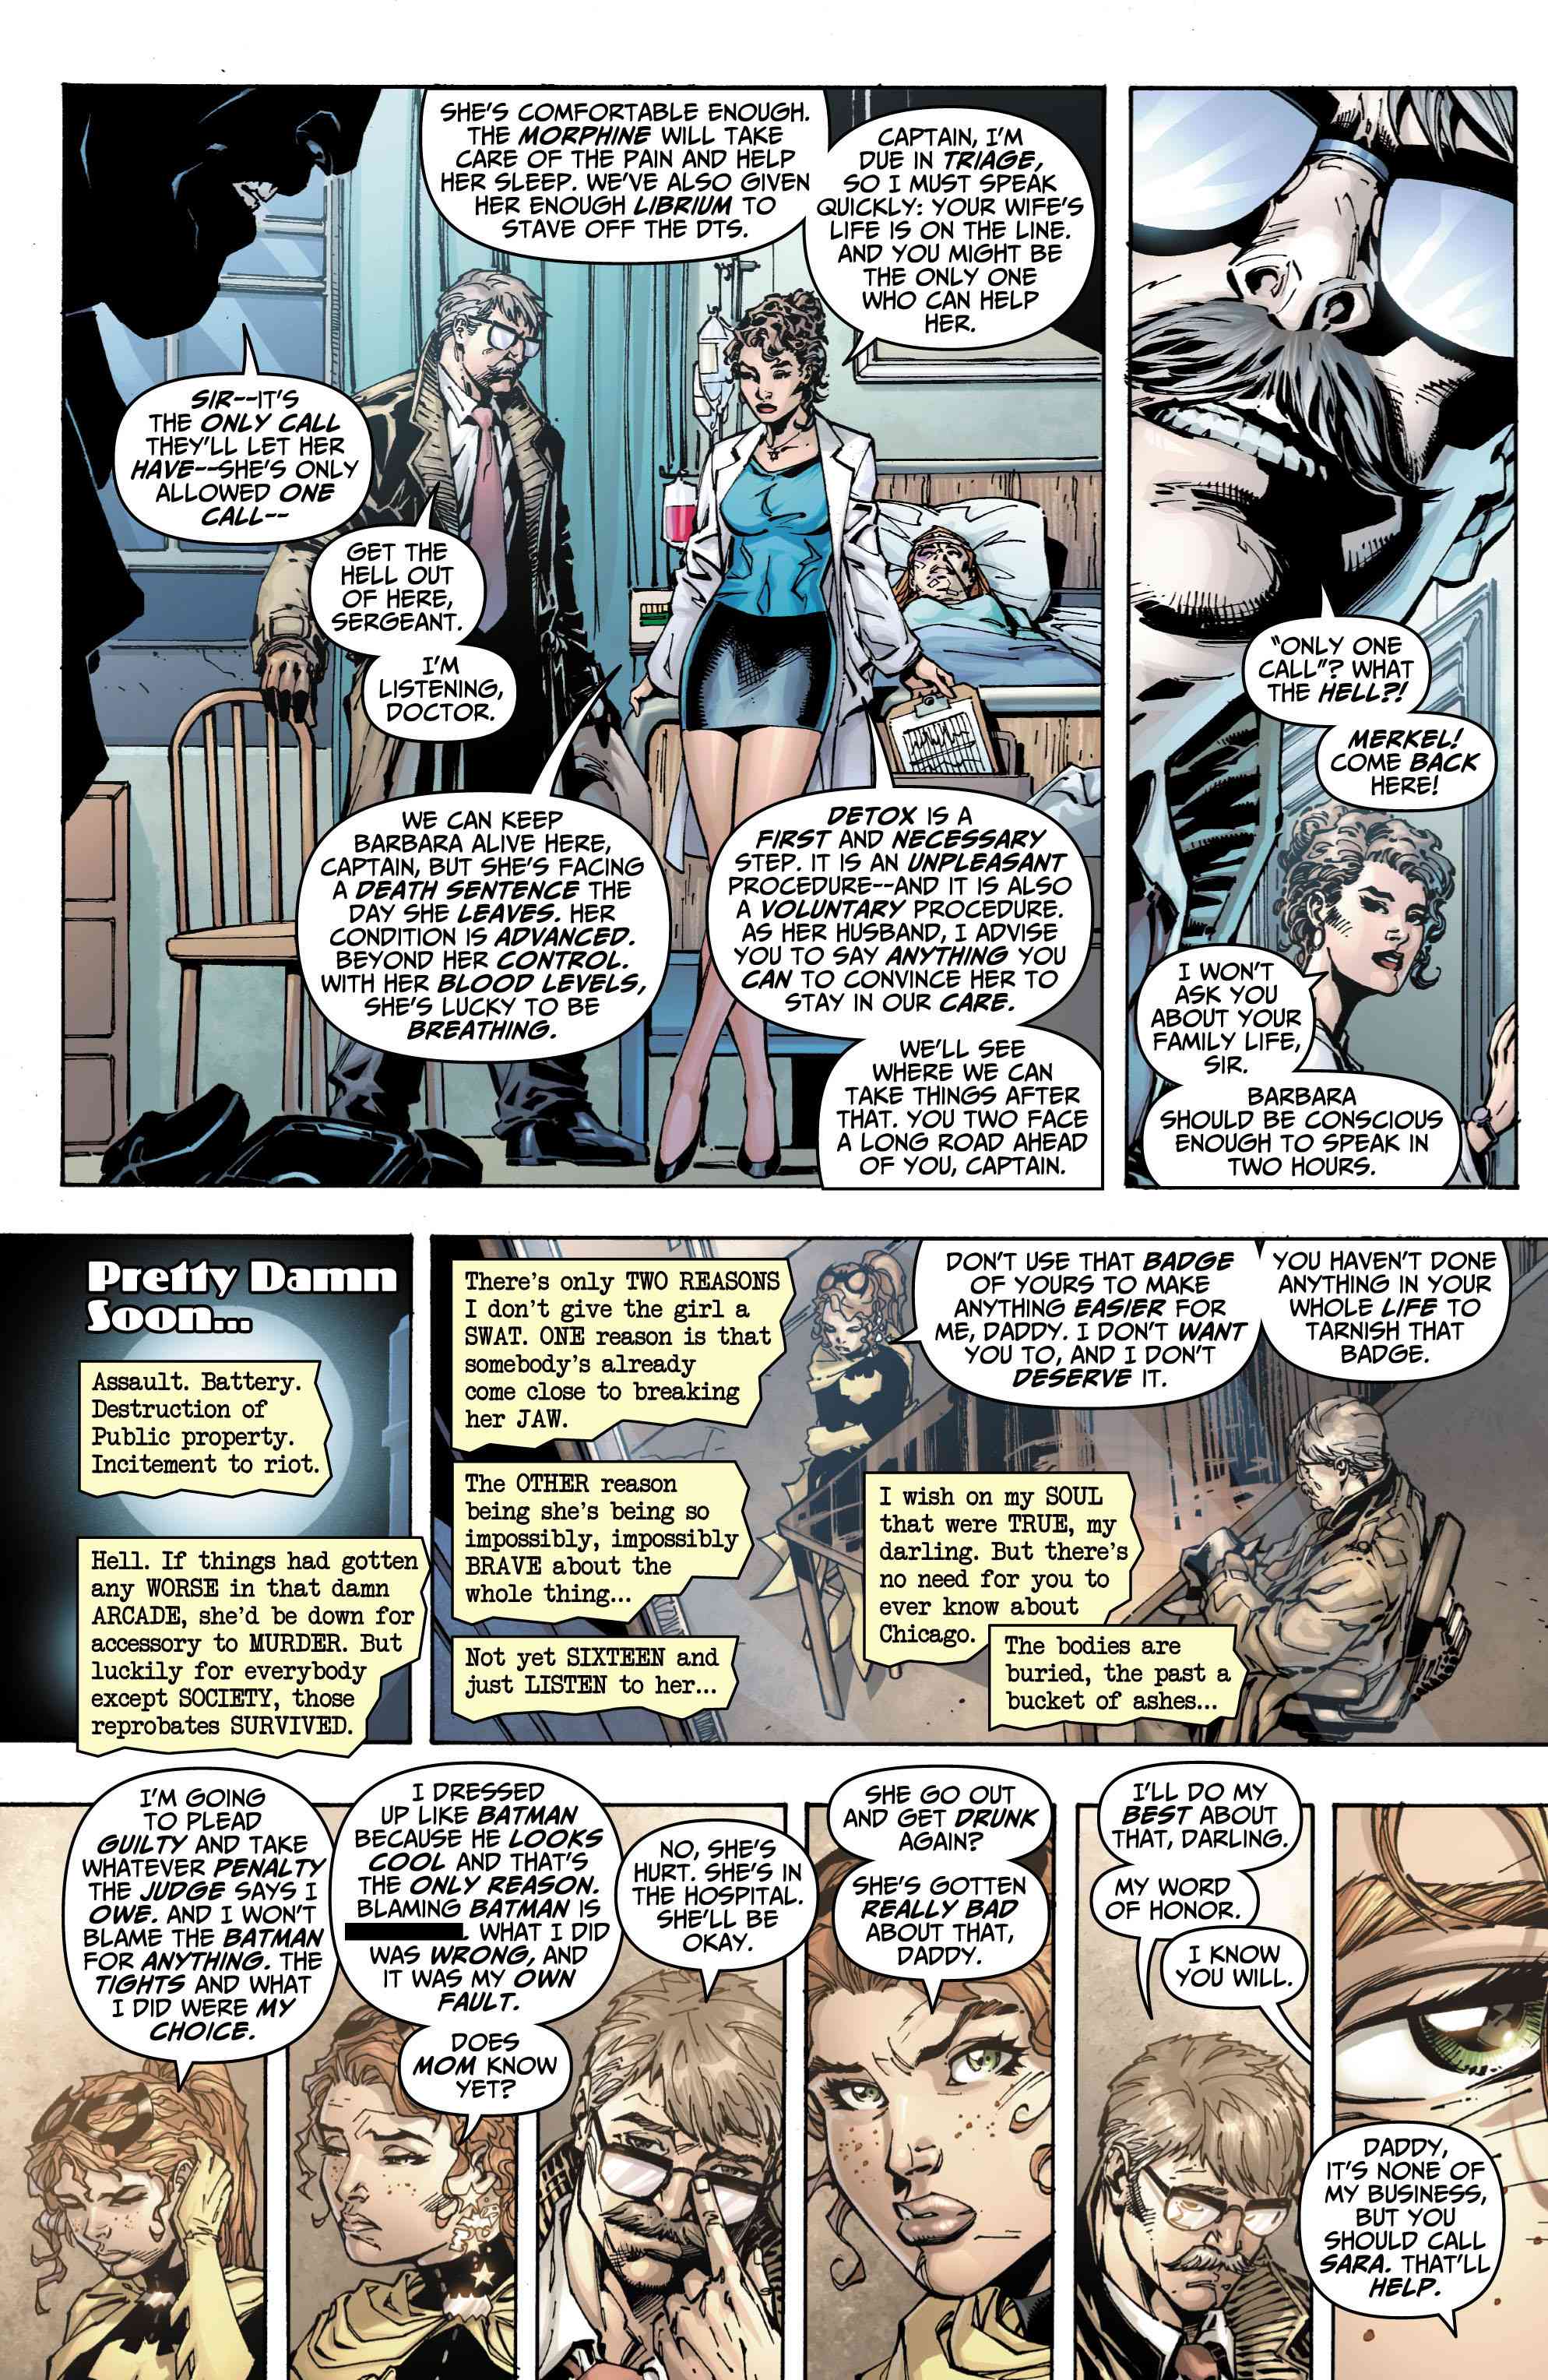 SHE'S COMFORTABLE ENOUGH.
THE MORPHINE WILL TAKE
CARE OF THE PAIN AND HELP
HER SLEEP. WE'VE ALSO GIVEN
HER ENOUGH LIBRIUM TO
STAVE OFF THE DTS.
CAPTAIN, I'M
DUE IN TRIAGE,
SO I MUST SPEAK
QUICKLY: YOUR WIFE'S
LIFE IS ON THE LINE.
AND YOU MIGHT BE
THE ONLY ONE
WHO CAN HELP
HER.
SIR--IT'S
THE ONLY CALL
THEY'LL LET HER
HAVE--SHE'S ONLY
ALLOWED ONE
CALL--
GET THE
HELL OUT
OF HERE,
SERGEANT.
I'M
LISTENING,
DOCTOR.
WE CAN KEEP
BARBARA ALIVE HERE,
CAPTAIN, BUT SHE'S FACING
A DEATH SENTENCE THE
DAY SHE LEAVES. HER
CONDITION IS ADVANCED.
BEYOND HER CONTROL.
WITH HER BLOOD LEVELS,
SHE'S LUCKY TO BE
BREATHING.
DETOX IS A
FIRST AND NECESSARY
STEP. IT IS AN UNPLEASANT
PROCEDURE--AND IT IS ALSO
A VOLUNTARY PROCEDURE.
AS HER HUSBAND, I ADVISE
YOU TO SAY ANYTHING YOU
CAN TO CONVINCE HER TO
STAY IN OUR CARE.
WE'LL SEE
WHERE WE CAN
TAKE THINGS AFTER
THAT. YOU TWO FACE
A LONG ROAD AHEAD
OF YOU, CAPTAIN.
"ONLY ONE
CALL"? WHAT
THE HELL?!
MERKEL!
COME BACK
HERE!
I WON'T
ASK YOU
ABOUT YOUR
FAMILY LIFE,
SIR.
BARBARA
SHOULD BE CONSCIOUS
ENOUGH TO SPEAK IN
TWO HOURS.
Pretty Damn
Soon...
Assault. Battery.
Destruction of
Public property.
Incitement to riot.
Hell. If things had gotten
any WORSE in that damn
ARCADE, she'd be down for
accessory to MURDER. But
luckily for everybody
except SOCIETY, those
reprobates SURVIVED.
There's only TWO REASONS
I don't give the girl a
SWAT. ONE reason is that
somebody's already
come close to breaking
her JAW.
The OTHER reason
being she's being so
impossibly, impossibly
BRAVE about the
whole thing...
Not yet SIXTEEN and
just LISTEN to her...
DON'T USE THAT BADGE
OF YOURS TO MAKE
ANYTHING EASIER FOR
ME, DADDY. I DON'T WANT
YOU TO, AND I DON'T
DESERVE IT.
YOU HAVEN'T DONE
ANYTHING IN YOUR
WHOLE LIFE TO
TARNISH THAT
BADGE.
I wish on my SOUL
that were TRUE, my
darling. But there's
no need for you to
ever know about
Chicago.
The bodies are
buried, the past a
bucket of ashes...
I'M GOING
TO PLEAD
GUILTY AND TAKE
WHATEVER PENALTY
THE JUDGE SAYS I
OWE. AND I WON'T
BLAME THE BATMAN
FOR ANYTHING. THE
TIGHTS AND WHAT
I DID WERE MY
CHOICE.
I DRESSED
UP LIKE BATMAN
BECAUSE HE LOOKS
COOL AND THAT'S
THE ONLY REASON.
BLAMING BATMAN IS
. WHAT I DID
WAS WRONG, AND
IT WAS MY OWN
FAULT.
DOES
MOM KNOW
YET?
NO, SHE'S
HURT. SHE'S IN
THE HOSPITAL.
SHE'LL BE
OKAY.
SHE GO OUT
AND GET DRUNK
AGAIN?
SHE'S GOTTEN
REALLY BAD
ABOUT THAT,
DADDY.
I'LL DO MY
BEST ABOUT
THAT, DARLING.
MY WORD
OF HONOR.
I KNOW
YOU WILL.
DADDY,
IT'S NONE OF
MY BUSINESS,
BUT YOU
SHOULD CALL
SARA. THAT'LL
HELP.